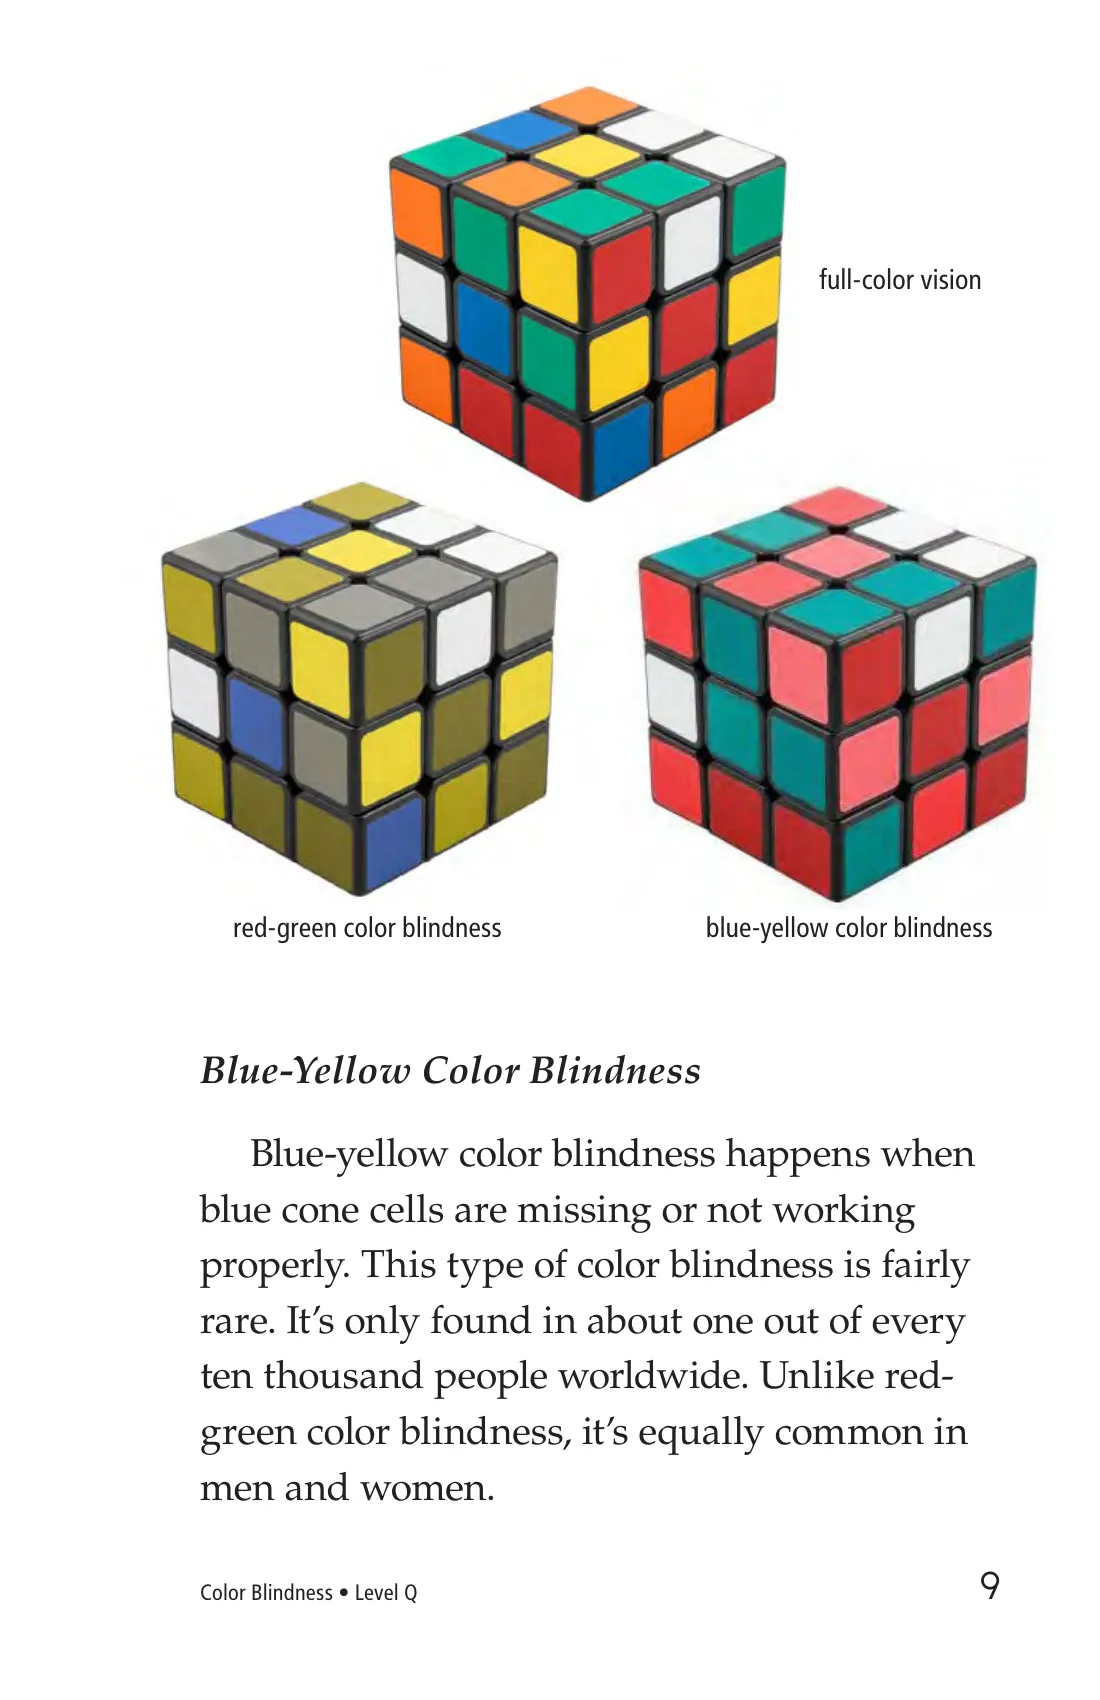 full-color vision
red-green color blindness
blue-yellow color blindness
Blue-Yellow Color Blindness
Blue-yellow color blindness happens when
blue cone cells are missing or not working
properly. This type of color blindness is fairly
rare. It’s only found in about one out of every
ten thousand people worldwide. Unlike red-
green color blindness, it’s equally common in
men and women.
Color Blindness • Level Q
9